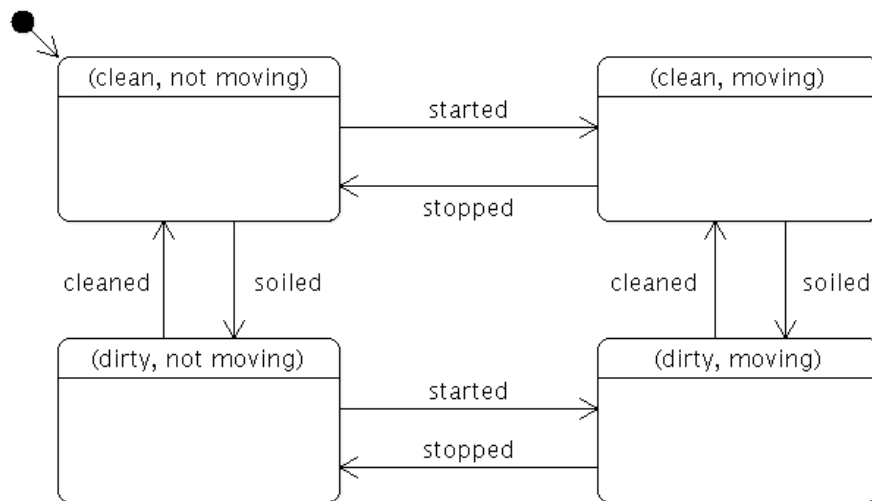 (clean, not moving)
(clean, moving)
started
stopped
cleaned
soiled
cleaned
soiled
(dirty, not moving)
(dirty, moving)
started
stopped